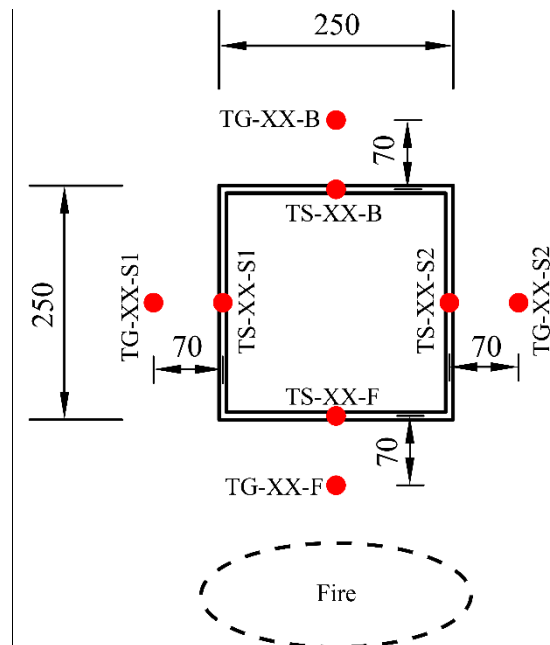 250
TG-XX-B
70
TS-XX-B
250
TG-XX-S1
TS-XX-S1
TS-XX-S2
TG-XX-S2
70
70
TS-XX-F
70
TG-XX-F
Fire